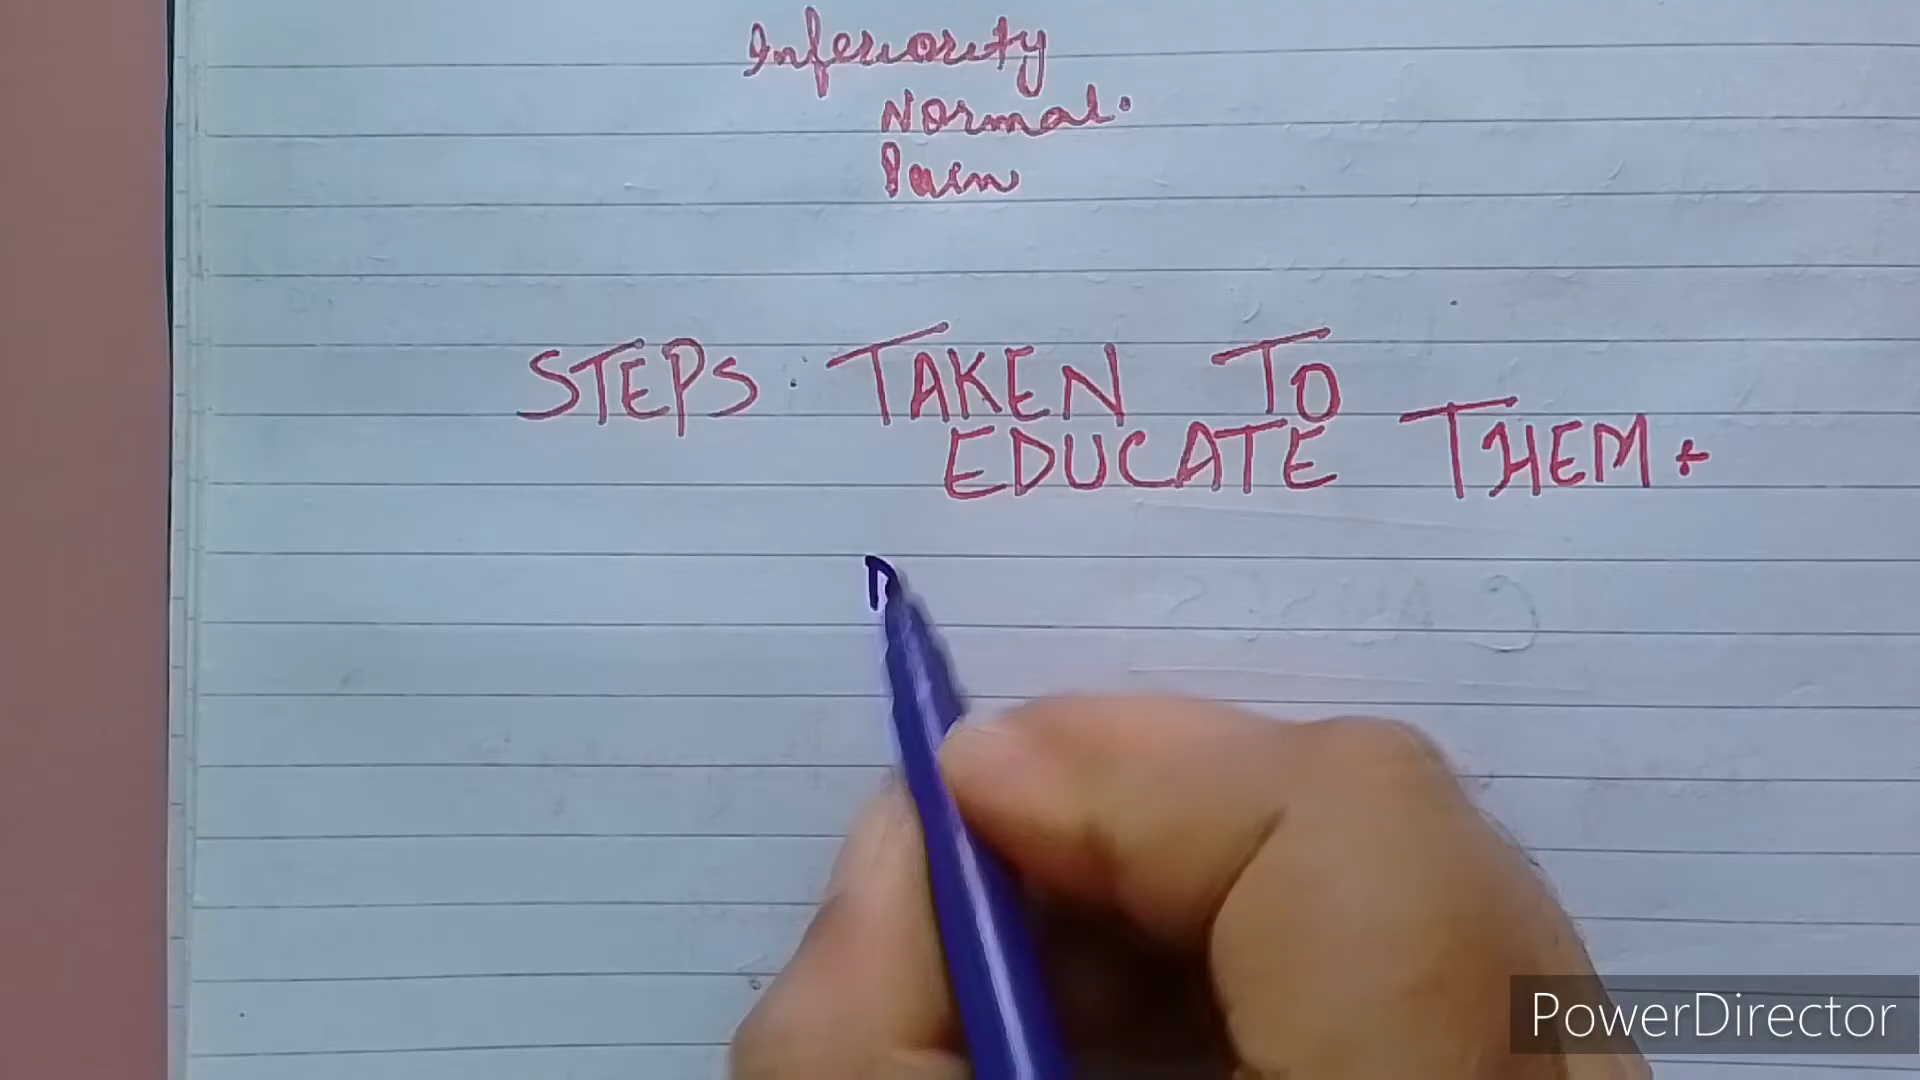 Inferiority
Normal.
Pain
STEPS TAKEN TO
EDUCATE THEM
PowerDirector